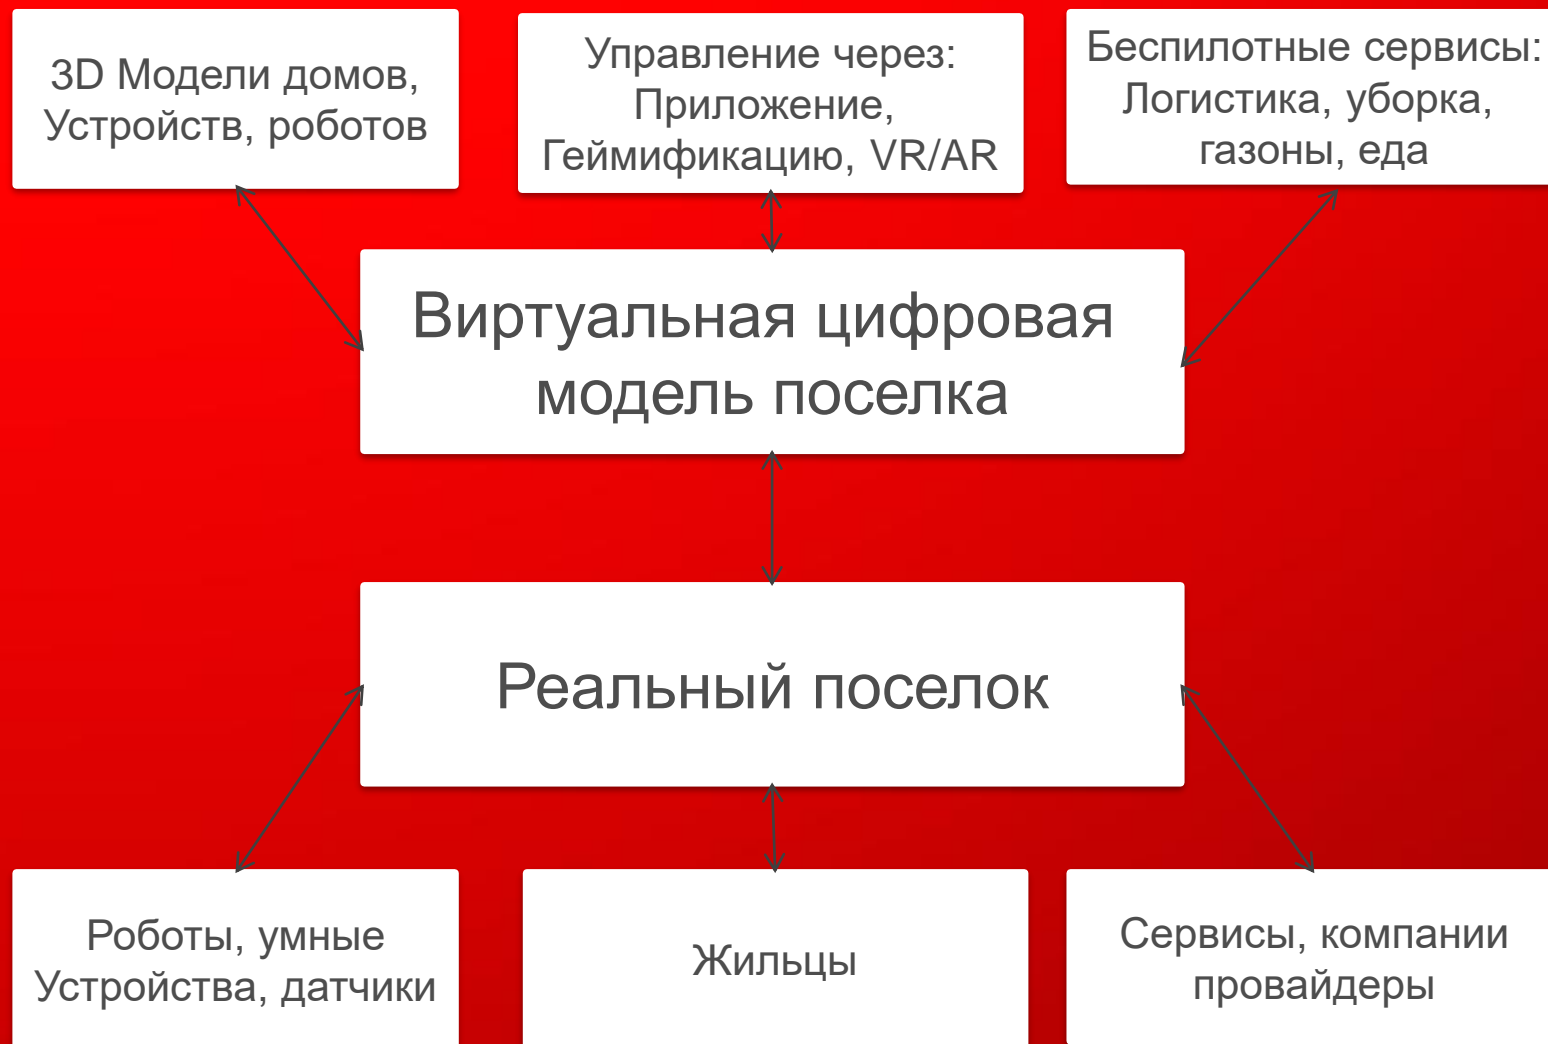 3D Модели домов,
Устройств, роботов
Управление через:
Приложение,
Геймификацию, VR/AR
Беспилотные сервисы:
Логистика, уборка,
газоны, еда
Виртуальная цифровая
модель поселка
Реальный поселок
Роботы, умные
Устройства, датчики
Жильцы
Сервисы, компании
провайдеры